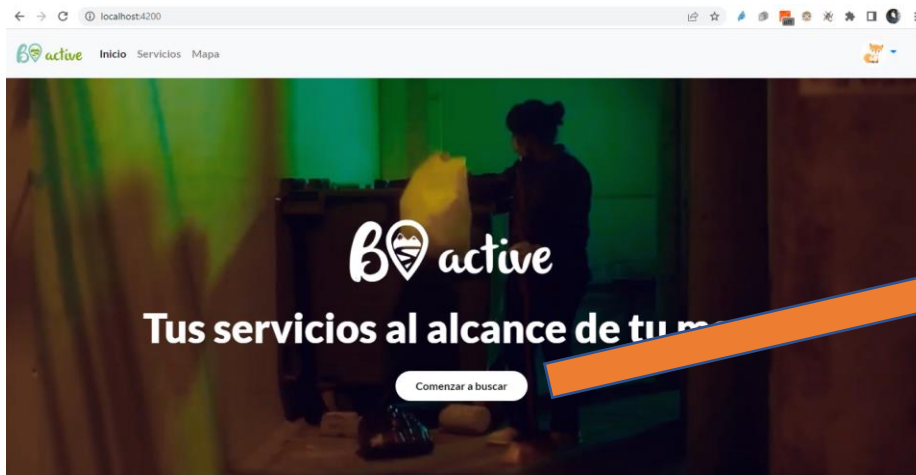 localhost:4200
BO active Inicio Servicios Mapa
BO active
Tus servicios al alcance de tu
Comenzar a buscar